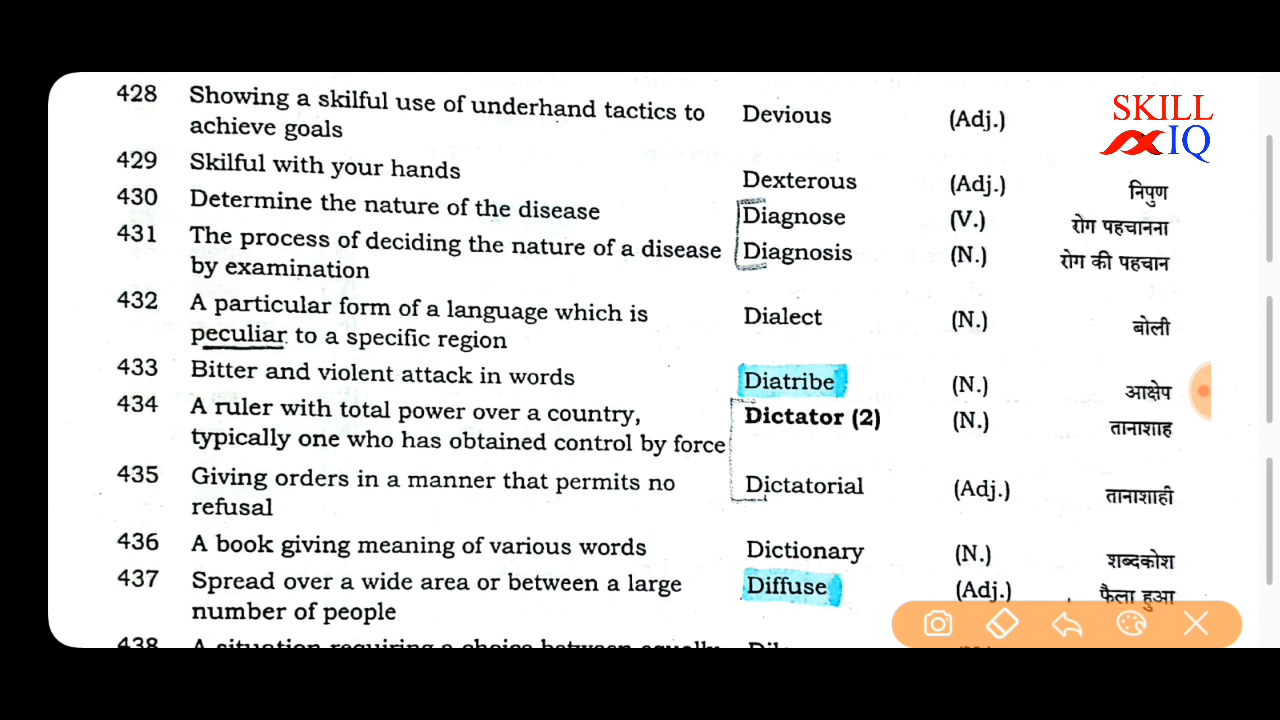 428 Showing a skilful use of underhand tactics to Devious (Adj.)
achieve goals
SKILL
IQ
429 Skilful with your hands Dexterous (Adj.) निपुण
430 Determine the nature of the disease Diagnose (V.) रोग पहचानना
431 The process of deciding the nature of a disease Diagnosis (N.) रोग की पहचान
by examination
432 A particular form of a language which is Dialect (N.) बोली
peculiar to a specific region
433 Bitter and violent attack in words Diatribe (N.) आक्षेप
434 A ruler with total power over a country, Dictator (2) (N.) तानाशाह
typically one who has obtained control by force
435 Giving orders in a manner that permits no Dictatorial (Adj.) तानाशाही
refusal
436 A book giving meaning of various words Dictionary (N.) शब्दकोश
437 Spread over a wide area or between a large Diffuse (Adj.) फैला हुआ
number of people
438 A situation requiring a choice between equally